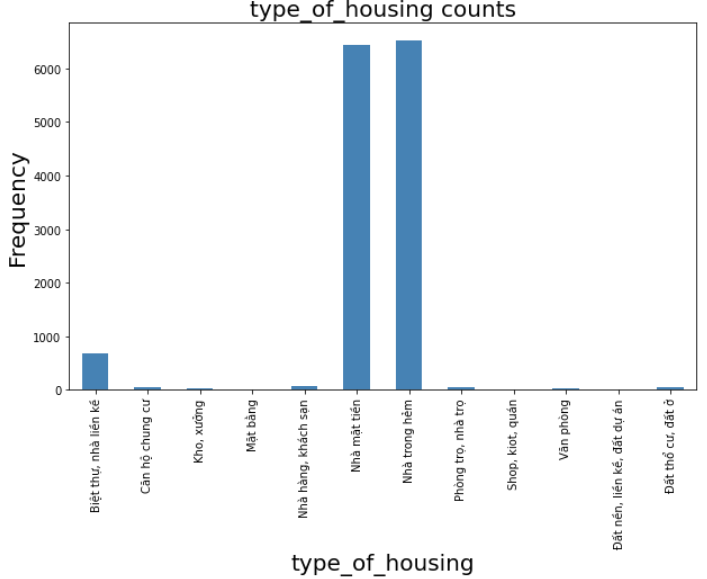 type_of_housing counts
Frequency
6000
5000
4000
3000
2000
1000
0
Biệt thự, nhà liền kề
Căn hộ chung cư
Kho, xưởng
Mặt bằng
Nhà hàng, khách sạn
Nhà mặt tiền
Nhà trong hẻm
Phòng trọ, nhà trọ
Shop, kiot, quán
Văn phòng
Đất nền, liền kề, đất dự án
Đất thổ cư, đất ở
type_of_housing